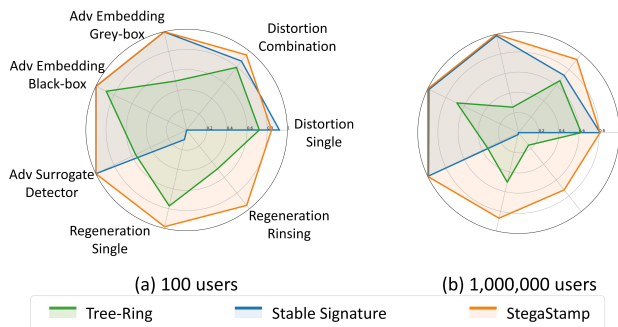 Adv Embedding
Grey-box
Distortion
Combination
Adv Embedding
Black-box
Distortion
Single
Adv Surrogate
Detector
Regeneration
Single
Regeneration
Rinsing
(a) 100 users
(b) 1,000,000 users
Tree-Ring
Stable Signature
StegaStamp